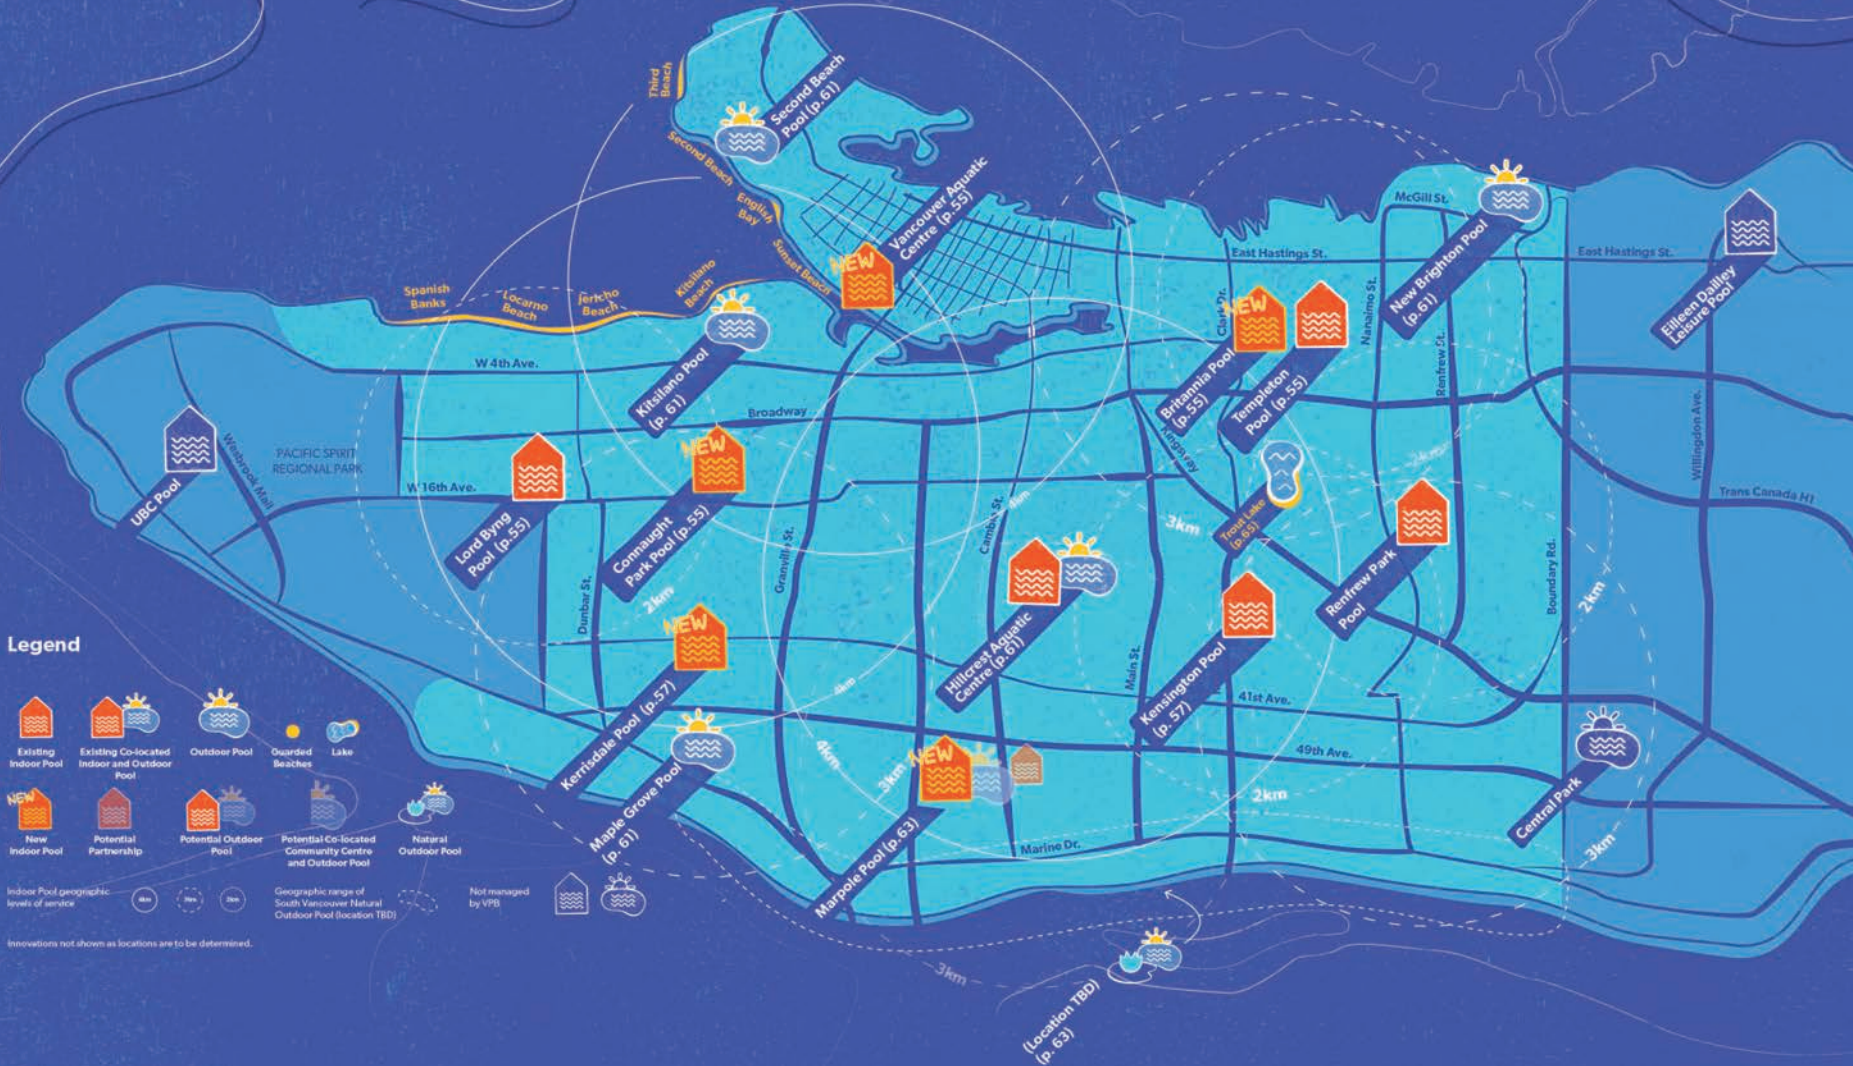 Third
Beach
Second Beach
Pool (p.61)
Second Beach
English
Bay
Sunset Beach
NEW
Vancouver Aquatic
Centre (p.55)
Spanish
Banks
Locarno
Beach
Jericho
Beach
Kitsilano
Beach
Kitsilano Pool
(p. 61)
McGill St.
New Brighton Pool
(p.61)
East Hastings St.
East Hastings St.
Eilleen Dailley
Leisure Pool
Clark Dr.
NEW
Nanaimo St.
Renfrew St.
Britannia Pool
(p.55)
Templeton
Pool (p.55)
W 4th Ave.
Broadway
PACIFIC SPIRIT
REGIONAL PARK
Wesbrook Mall
UBC Pool
W 16th Ave.
Lord Byng
Pool (p.55)
NEW
Connaught
Park Pool (p.55)
Kingsway
Willingdon Ave.
Trans Canada H1
3km
3km
4km
Trout Lake
(p.65)
Cambie St.
Granville St.
Dunbar St.
2km
Renfrew Park
Pool
Boundary Rd.
2km
NEW
Kerrisdale Pool (p.57)
Hillcrest Aquatic
Centre (p.61)
Main St.
Kensington Pool
(p. 57)
41st Ave.
49th Ave.
4km
4km
3km
2km
Maple Grove Pool
(p. 61)
NEW
Marpole Pool (p.63)
Marine Dr.
Central Park
3km
3km
(Location TBD)
(p. 63)
Legend
Existing
Indoor Pool
Existing Co-located
Indoor and Outdoor
Pool
Outdoor Pool
Guarded
Beaches
Lake
NEW
New
Indoor Pool
Potential
Partnership
Potential Outdoor
Pool
Potential Co-located
Community Centre
and Outdoor Pool
Natural
Outdoor Pool
Indoor Pool geographic
levels of service
4km
3km
2km
Geographic range of
South Vancouver Natural
Outdoor Pool (location TBD)
Not managed
by VPB
Innovations not shown as locations are to be determined.